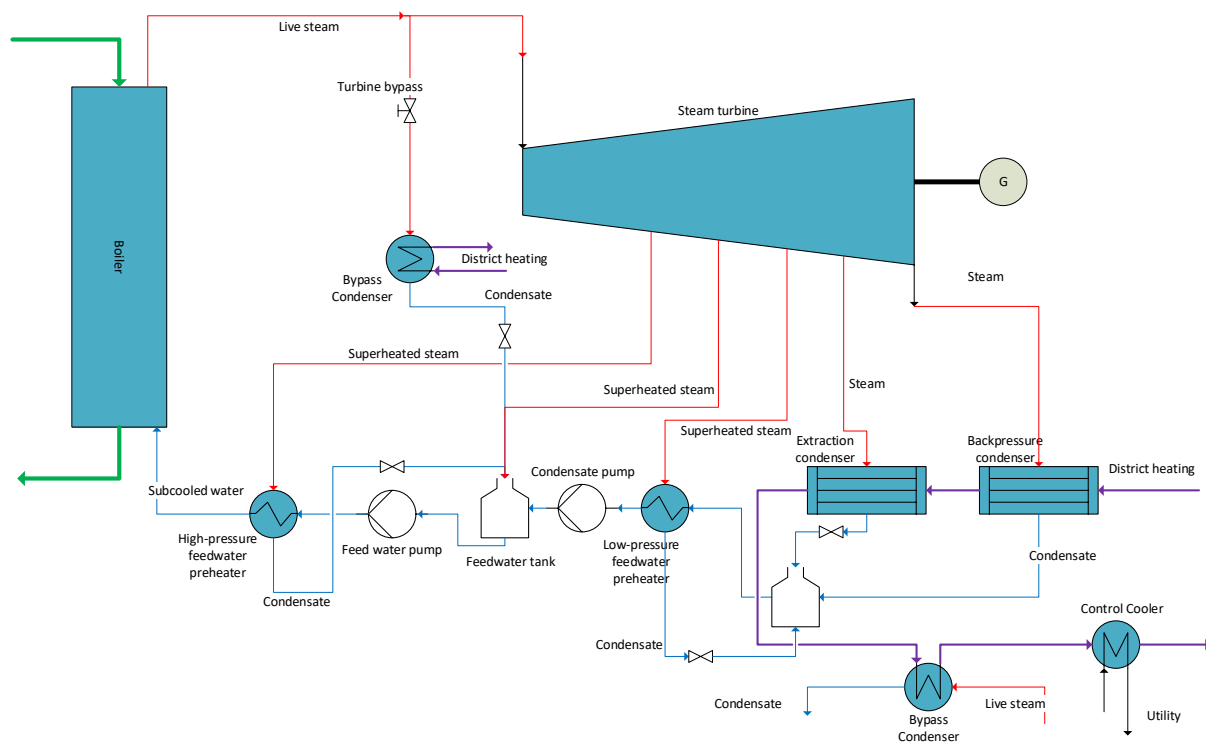 Live steam
Turbine bypass
Steam turbine
G
Boiler
District heating
Bypass
Condenser
Condensate
Steam
Superheated steam
Superheated steam
Steam
Superheated steam
Extraction
condenser
Backpressure
condenser
District heating
Condensate pump
Subcooled water
High-pressure
feedwater
preheater
Feed water pump
Feedwater tank
Low-pressure
feedwater
preheater
Condensate
Condensate
Control Cooler
Condensate
Condensate
Live steam
Bypass
Condenser
Utility